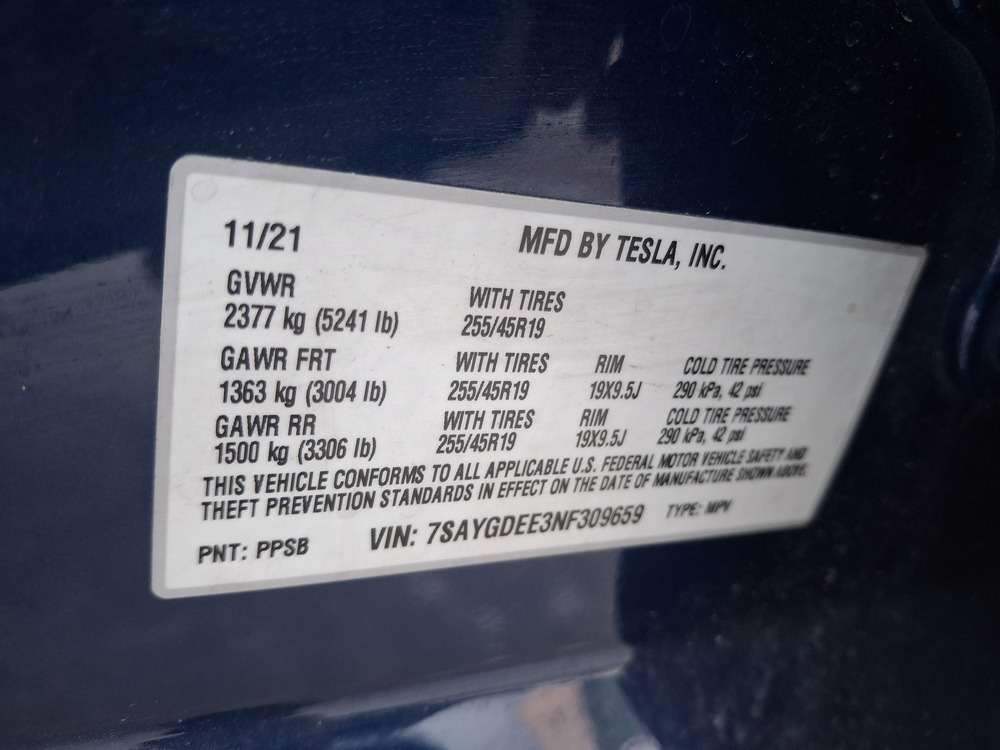 11/21 MFD BY TESLA, INC.
GVWR WITH TIRES
2377 kg (5241 lb) 255/45R19
GAWR FRT WITH TIRES RIM COLD TIRE PRESSURE
1363 kg (3004 lb) 255/45R19 19X9.5J 290 kPa, 42 psi
GAWR RR WITH TIRES RIM COLD TIRE PRESSURE
1500 kg (3306 lb) 255/45R19 19X9.5J 290 kPa, 42 psi
THIS VEHICLE CONFORMS TO ALL APPLICABLE U.S. FEDERAL MOTOR VEHICLE SAFETY AND
THEFT PREVENTION STANDARDS IN EFFECT ON THE DATE OF MANUFACTURE SHOWN ABOVE.
PNT: PPSB VIN: 7SAYGDEE3NF309659 TYPE: MPV